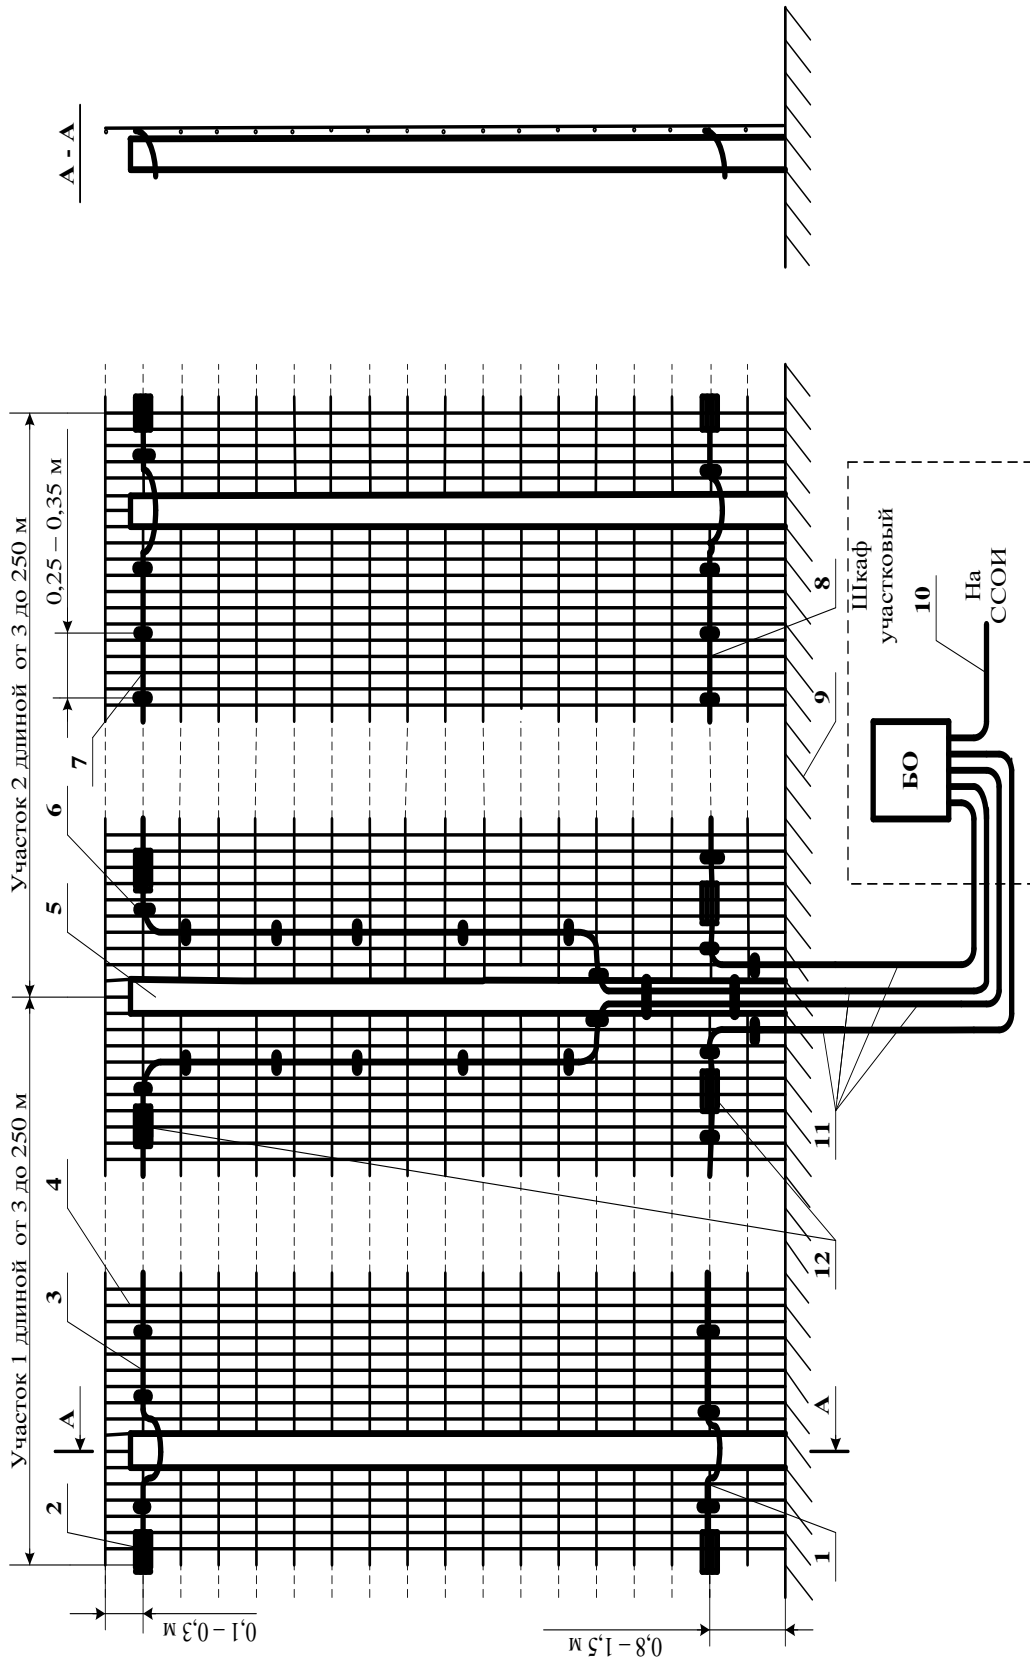 Участок 1 длиной от 3 до 250 м
Участок 2 длиной от 3 до 250 м
А - А
0,25 – 0,35 м
2
А
3
4
5
6
7
0,1 – 0,3 м
0,8 – 1,5 м
1
А
12
11
9
8
Шкаф
участковый
БО
10
На
ССОИ